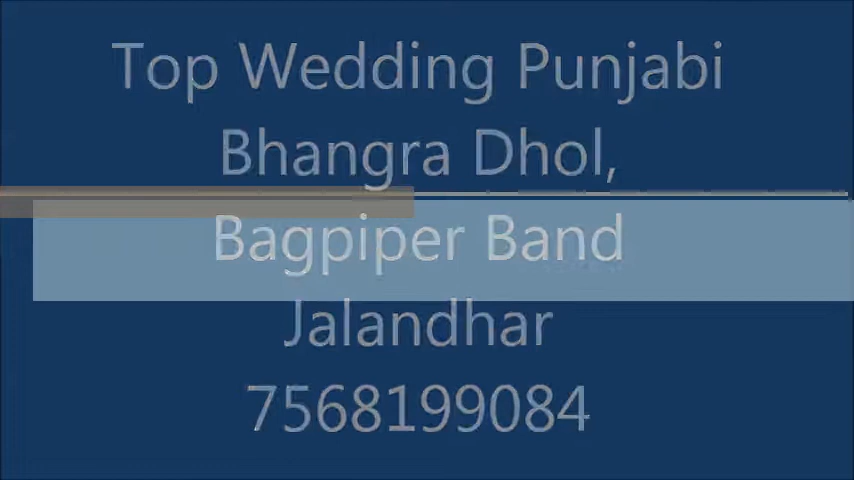 Top Wedding Punjabi
Bhangra Dhol,
Bagpiper Band
Jalandhar
7568199084